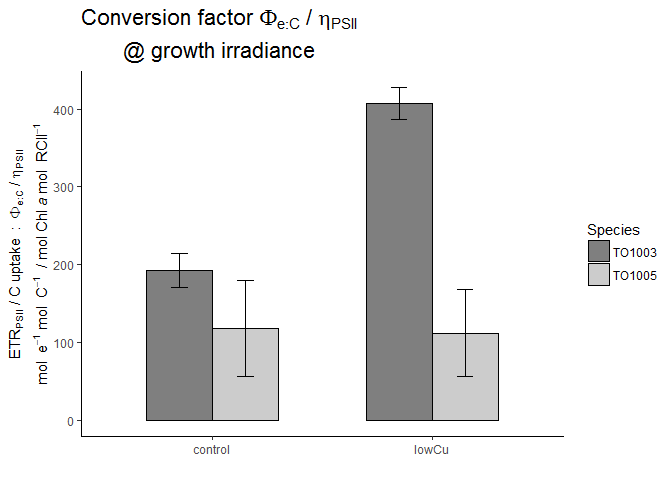 Conversion factor Φe:C / ηPSII
@ growth irradiance
ETRPSII / C uptake : Φe:C / ηPSII
mol e⁻¹ mol C⁻¹ / mol Chl a mol RCII⁻¹
400
300
200
100
0
control
lowCu
Species
TO1003
TO1005